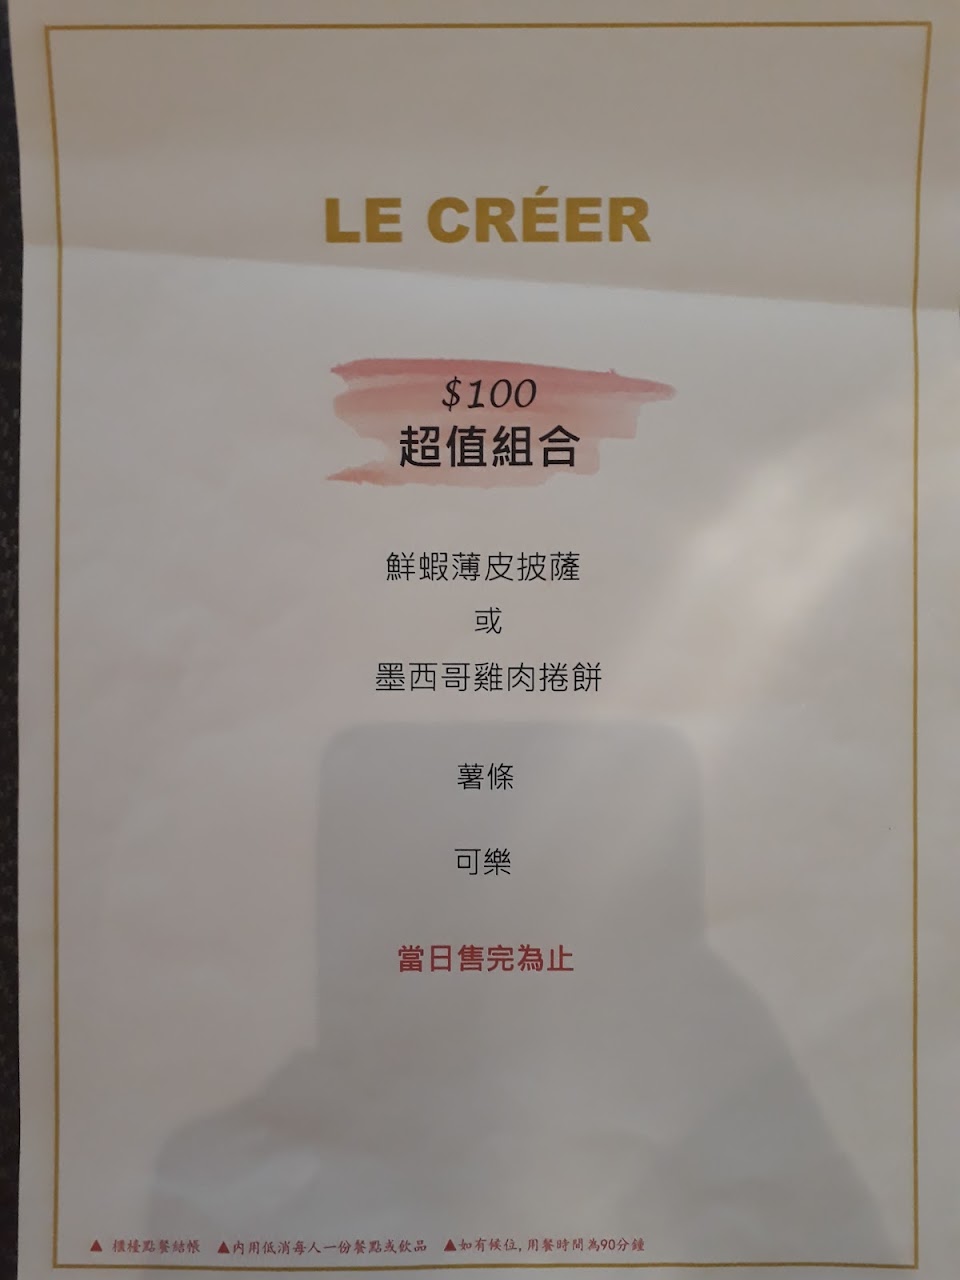 LE CRÉER
$100
超值組合
鮮蝦薄皮披薩
或
墨西哥雞肉捲餅
薯條
可樂
當日售完為止
▲ 櫃檯點餐結帳 ▲內用低消每人一份餐點或飲品 ▲如有候位,用餐時間為90分鐘